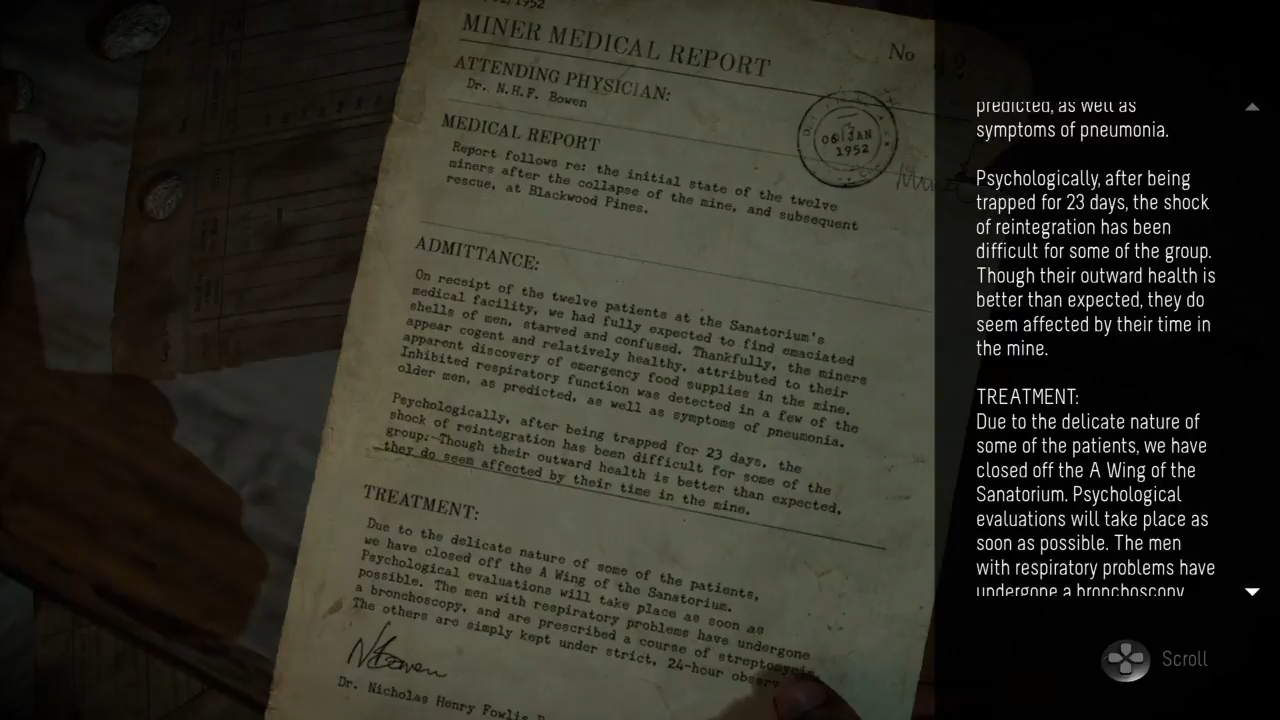 1952
MINER MEDICAL REPORT
No 12
ATTENDING PHYSICIAN:
Dr. N.H.F. Bowen
06 JAN
1952
MEDICAL REPORT
Report follows re: the initial state of the twelve
miners after the collapse of the mine, and subsequent
rescue, at Blackwood Pines.
ADMITTANCE:
On receipt of the twelve patients at the Sanatorium's
medical facility, we had fully expected to find emaciated
shells of men, starved and confused. Thankfully, the miners
appear cogent and relatively healthy, attributed to their
apparent discovery of emergency food supplies in the mine.
Inhibited respiratory function was detected in a few of the
older men, as predicted, as well as symptoms of pneumonia.
Psychologically, after being trapped for 23 days, the
shock of reintegration has been difficult for some of the
group. Though their outward health is better than expected,
they do seem affected by their time in the mine.
TREATMENT:
Due to the delicate nature of some of the patients,
we have closed off the A Wing of the Sanatorium.
Psychological evaluations will take place as soon as
possible. The men with respiratory problems have undergone
a bronchoscopy, and are prescribed a course of streptomycin.
The others are simply kept under strict, 24-hour observ
NBowen
Dr. Nicholas Henry Fowlis B
predicted, as well as
symptoms of pneumonia.
Psychologically, after being
trapped for 23 days, the shock
of reintegration has been
difficult for some of the group.
Though their outward health is
better than expected, they do
seem affected by their time in
the mine.
TREATMENT:
Due to the delicate nature of
some of the patients, we have
closed off the A Wing of the
Sanatorium. Psychological
evaluations will take place as
soon as possible. The men
with respiratory problems have
undergone a bronchoscopy
Scroll